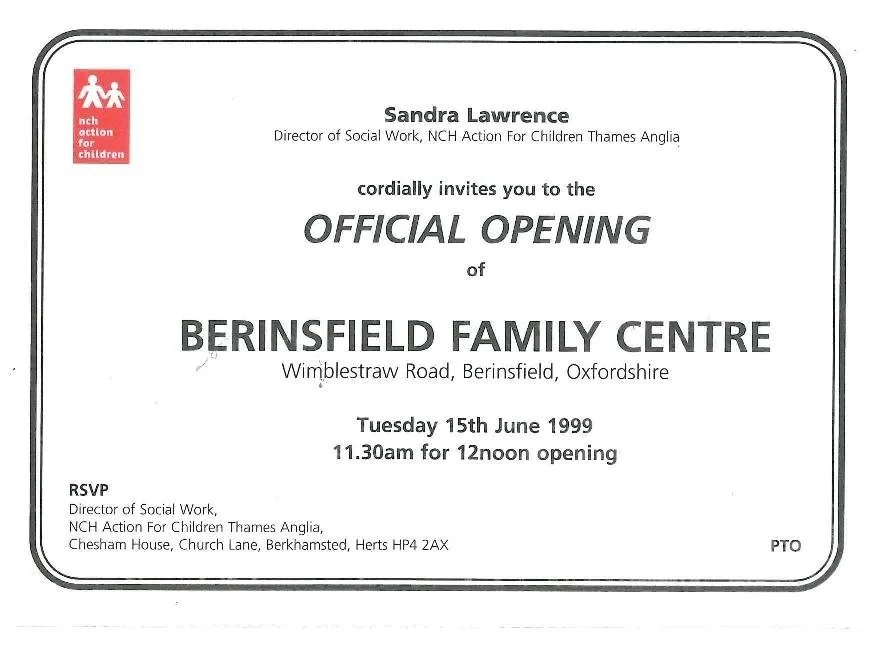 nch
action
for
children
Sandra Lawrence
Director of Social Work, NCH Action For Children Thames Anglia
cordially invites you to the
OFFICIAL OPENING
of
BERINSFIELD FAMILY CENTRE
Wimblestraw Road, Berinsfield, Oxfordshire
Tuesday 15th June 1999
11.30am for 12noon opening
RSVP
Director of Social Work,
NCH Action For Children Thames Anglia,
Chesham House, Church Lane, Berkhamsted, Herts HP4 2AX
PTO